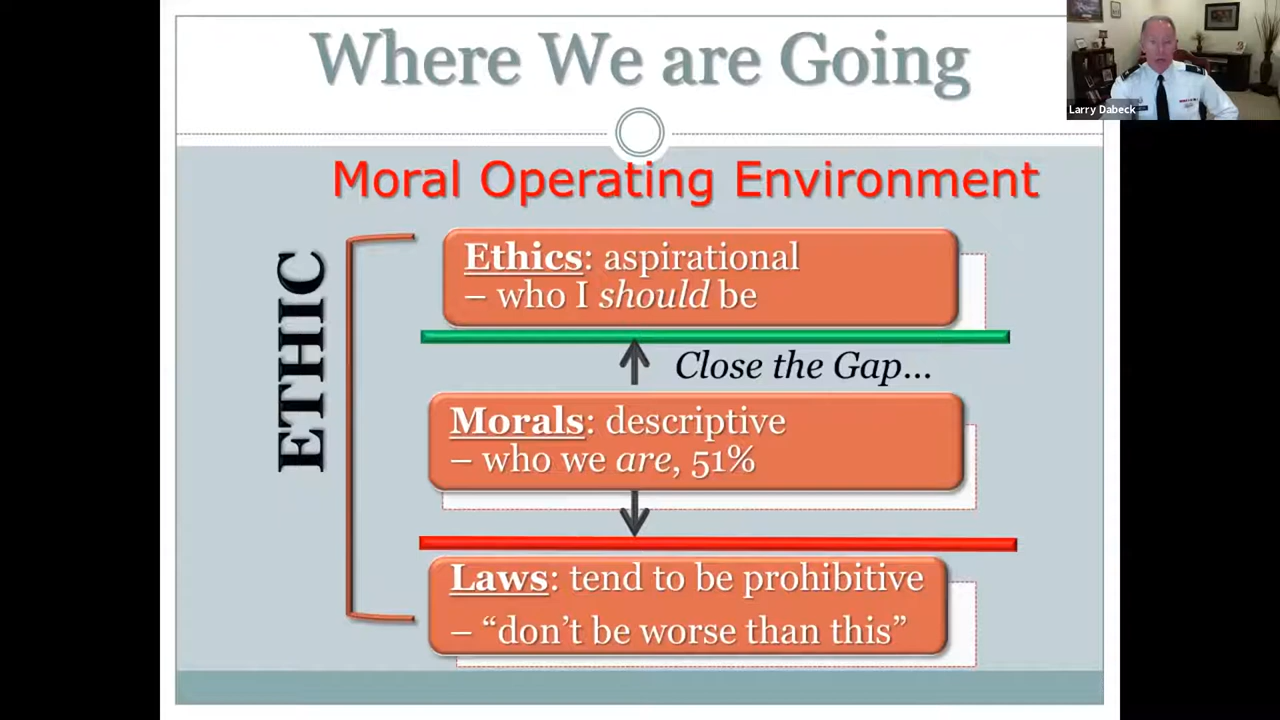 Where We are Going
Larry Dabeck
Moral Operating Environment
ETHIC
Ethics: aspirational
– who I should be
Close the Gap...
Morals: descriptive
– who we are, 51%
Laws: tend to be prohibitive
– “don’t be worse than this”